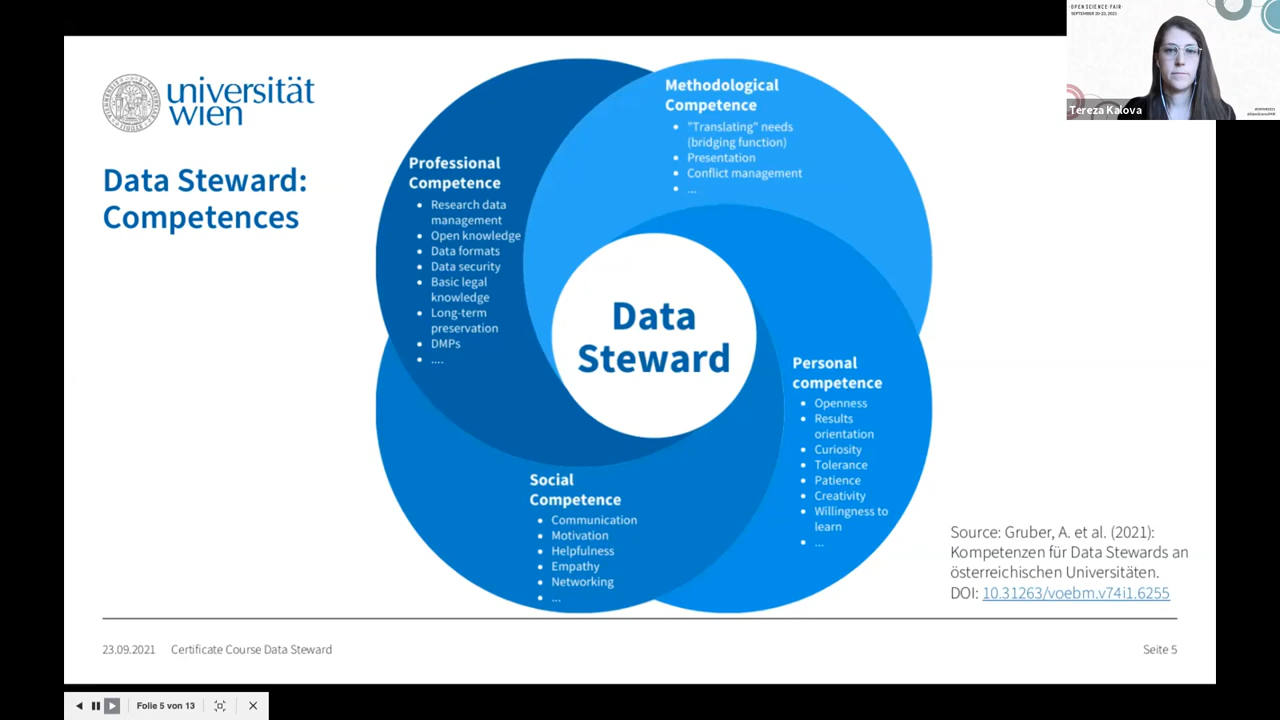 OPEN SCIENCE FAIR
SEPTEMBER 20-23, 2021
Tereza Kalova
universität
wien
Data Steward:
Competences
Professional
Competence
• Research data
management
• Open knowledge
• Data formats
• Data security
• Basic legal
knowledge
• Long-term
preservation
• DMPs
• ....
Methodological
Competence
• "Translating" needs
(bridging function)
• Presentation
• Conflict management
• ...
Data
Steward
Personal
competence
• Openness
• Results
orientation
• Curiosity
• Tolerance
• Patience
• Creativity
• Willingness to
learn
• ...
Social
Competence
• Communication
• Motivation
• Helpfulness
• Empathy
• Networking
• ...
Source: Gruber, A. et al. (2021):
Kompetenzen für Data Stewards an
österreichischen Universitäten.
DOI: 10.31263/voebm.v74i1.6255
23.09.2021 Certificate Course Data Steward
Seite 5
Folie 5 von 13